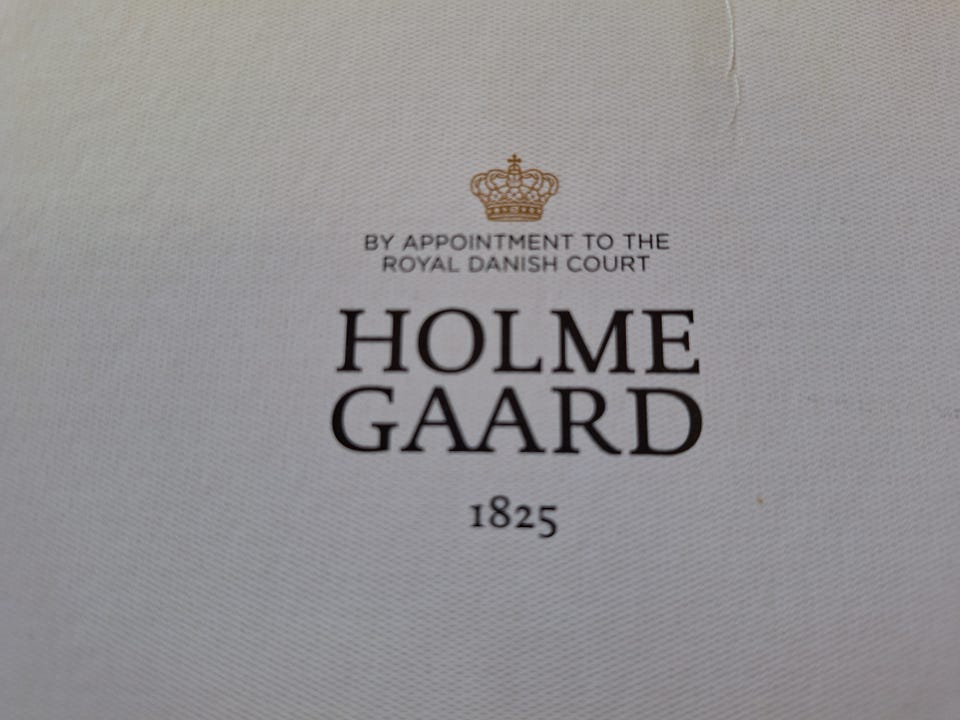 BY APPOINTMENT TO THE
ROYAL DANISH COURT
HOLME
GAARD
1825